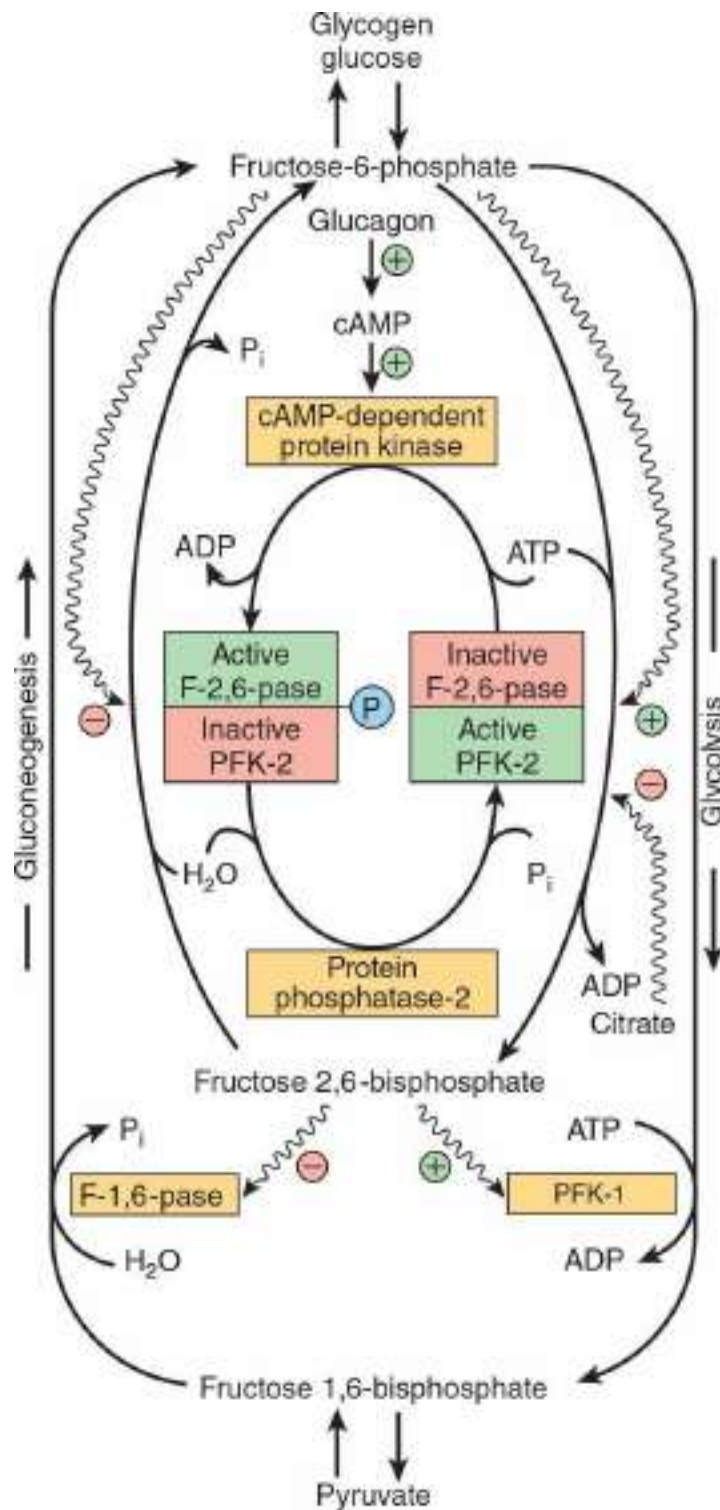 Glycogen
glucose
Fructose-6-phosphate
Glucagon
+
cAMP
+
Pi
cAMP-dependent
protein kinase
ADP
ATP
Active
F-2,6-pase
Inactive
PFK-2
P
Inactive
F-2,6-pase
Active
PFK-2
−
+
−
Gluconeogenesis
Glycolysis
H2O
Pi
Protein
phosphatase-2
ADP
Citrate
Fructose 2,6-bisphosphate
Pi
−
+
ATP
F-1,6-pase
PFK-1
H2O
ADP
Fructose 1,6-bisphosphate
Pyruvate